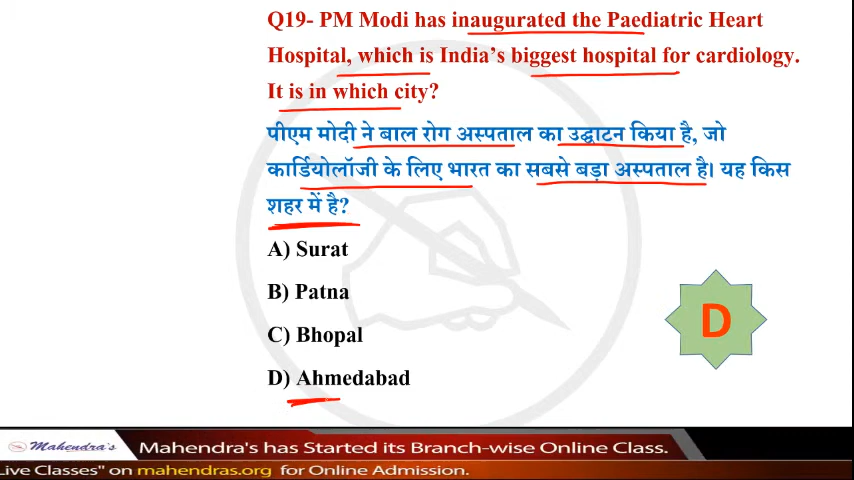 Q19- PM Modi has inaugurated the Paediatric Heart
Hospital, which is India's biggest hospital for cardiology.
It is in which city?
पीएम मोदी ने बाल रोग अस्पताल का उद्घाटन किया है, जो
कार्डियोलॉजी के लिए भारत का सबसे बड़ा अस्पताल है। यह किस
शहर में है?
A) Surat
B) Patna
C) Bhopal
D) Ahmedabad
D
Mahendra's
Mahendra's has Started its Branch-wise Online Class.
Live Classes" on mahendras.org for Online Admission.